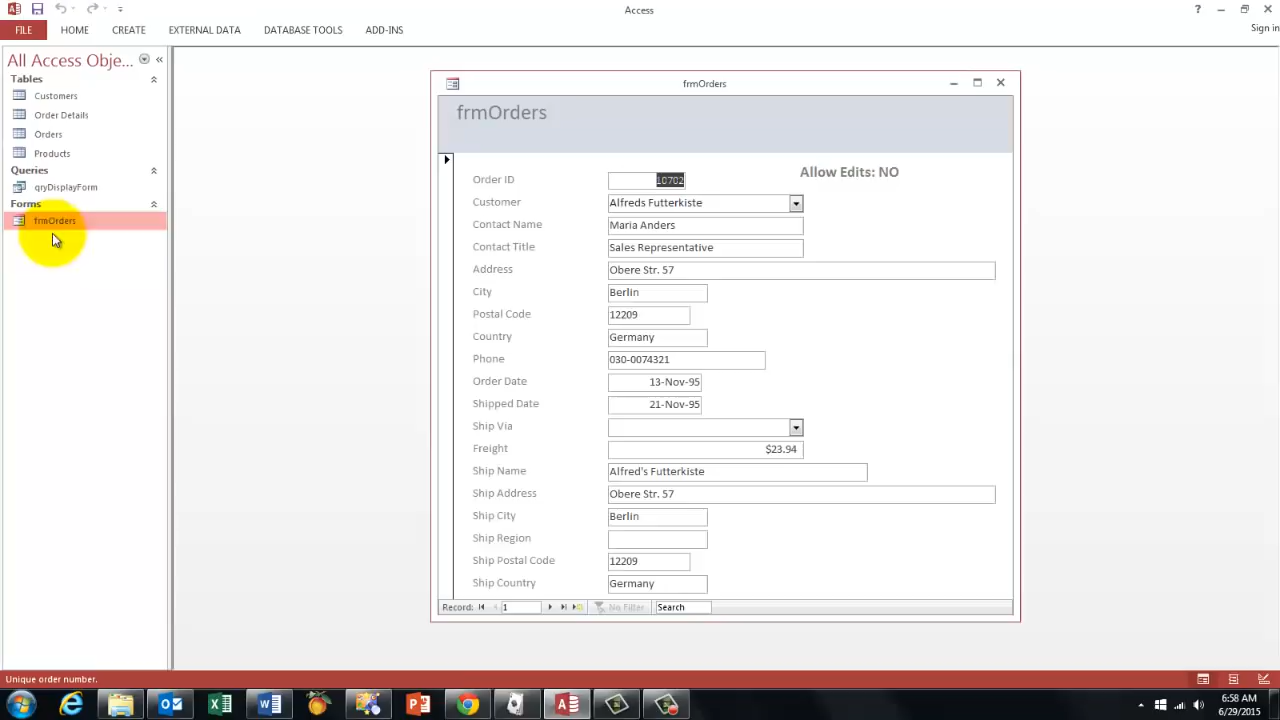 Access
? 
FILE HOME CREATE EXTERNAL DATA DATABASE TOOLS ADD-INS
Sign in
All Access Obje... «
Tables
Customers
Order Details
Orders
Products
Queries
qryDisplayForm
Forms
frmOrders
frmOrders
frmOrders
Allow Edits: NO
Order ID 10702
Customer Alfreds Futterkiste
Contact Name Maria Anders
Contact Title Sales Representative
Address Obere Str. 57
City Berlin
Postal Code 12209
Country Germany
Phone 030-0074321
Order Date 13-Nov-95
Shipped Date 21-Nov-95
Ship Via
Freight $23.94
Ship Name Alfred's Futterkiste
Ship Address Obere Str. 57
Ship City Berlin
Ship Region
Ship Postal Code 12209
Ship Country Germany
Record: 1 No Filter Search
Unique order number.
6:58 AM
6/29/2015